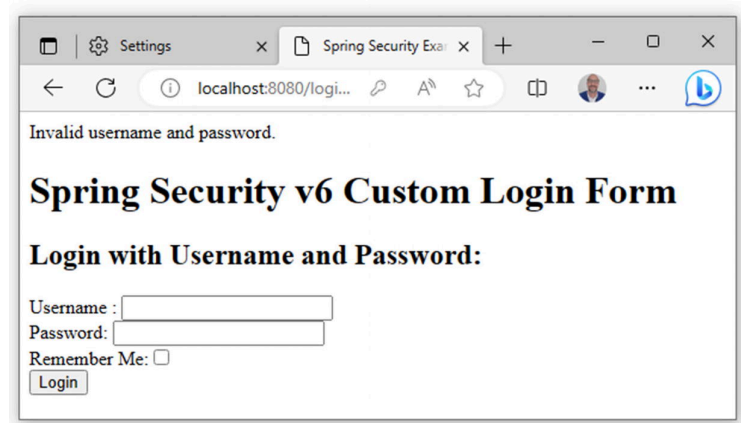 Settings
Spring Security Exa
localhost:8080/logi...
Invalid username and password.
Spring Security v6 Custom Login Form
Login with Username and Password:
Username :
Password:
Remember Me:
Login